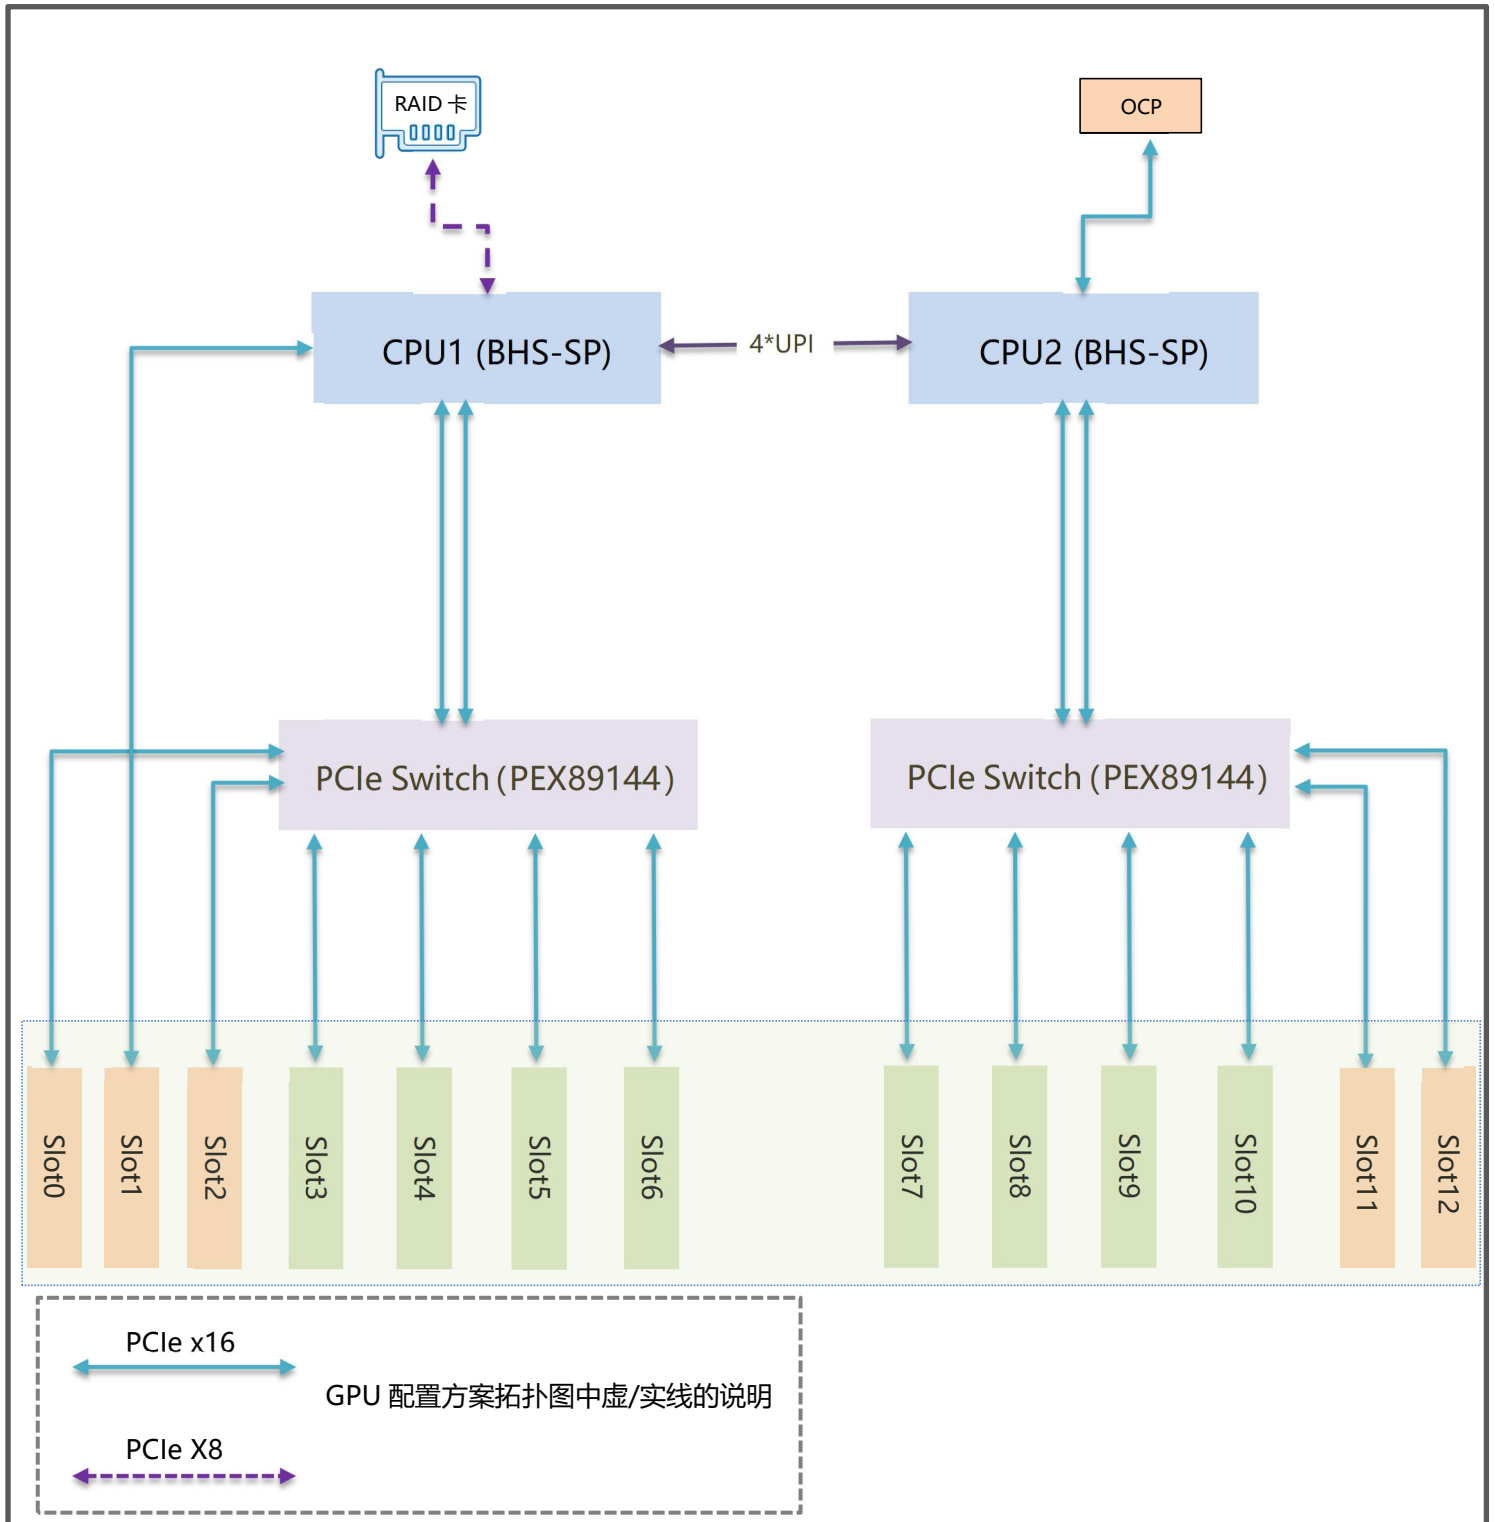 RAID 卡
OCP
CPU1 (BHS-SP)
4*UPI
CPU2 (BHS-SP)
PCIe Switch (PEX89144)
PCIe Switch (PEX89144)
Slot0
Slot1
Slot2
Slot3
Slot4
Slot5
Slot6
Slot7
Slot8
Slot9
Slot10
Slot11
Slot12
PCIe x16
GPU 配置方案拓扑图中虚/实线的说明
PCIe X8